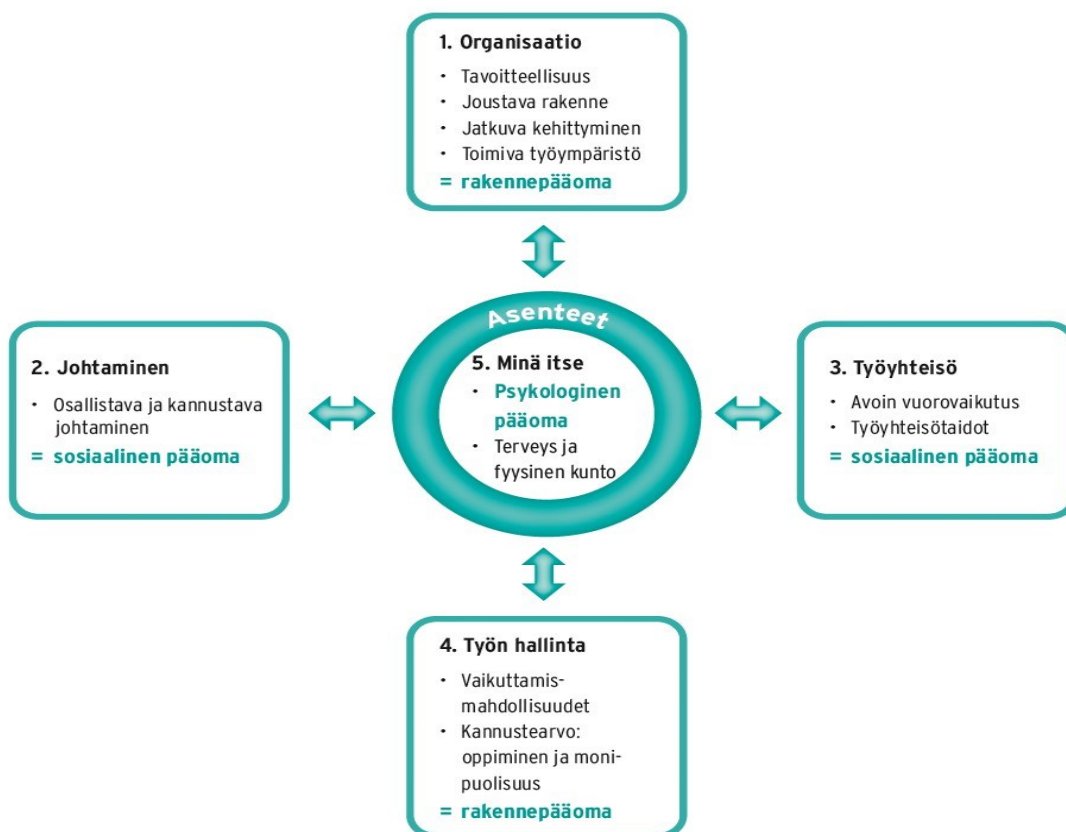 1. Organisaatio
• Tavoitteellisuus
• Joustava rakenne
• Jatkuva kehittyminen
• Toimiva työympäristö
= rakennepääoma
2. Johtaminen
• Osallistava ja kannustava
johtaminen
= sosiaalinen pääoma
Asenteet
5. Minä itse
• Psykologinen
pääoma
• Terveys ja
fyysinen kunto
3. Työyhteisö
• Avoin vuorovaikutus
• Työyhteisötaidot
= sosiaalinen pääoma
4. Työn hallinta
• Vaikuttamis-
mahdollisuudet
• Kannustearvo:
oppiminen ja moni-
puolisuus
= rakennepääoma